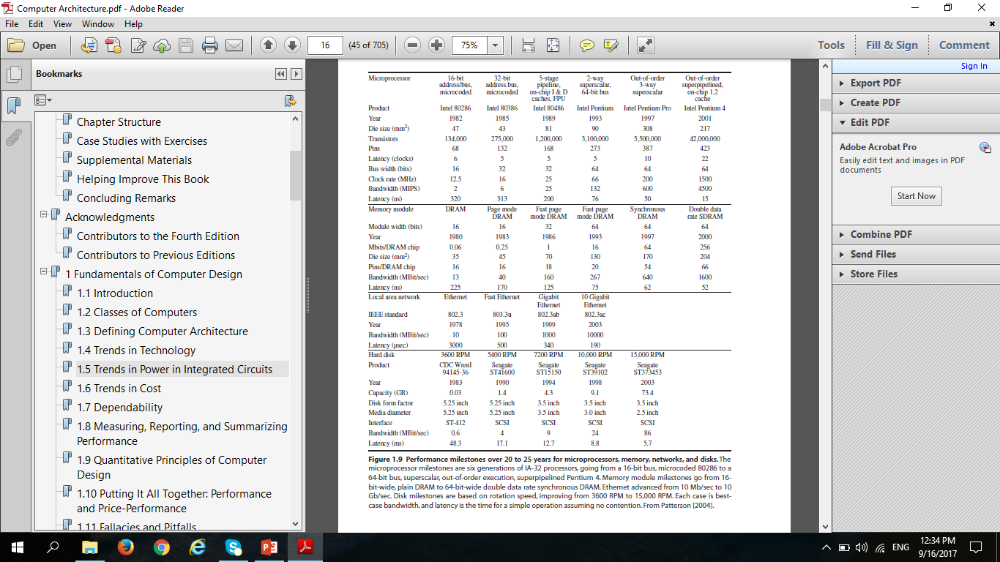 Computer Architecture.pdf - Adobe Reader
File Edit View Window Help
Open 16 (45 of 705) 75% Tools Fill & Sign Comment
Sign In
Bookmarks
Chapter Structure
Case Studies with Exercises
Supplemental Materials
Helping Improve This Book
Concluding Remarks
Acknowledgments
Contributors to the Fourth Edition
Contributors to Previous Editions
1 Fundamentals of Computer Design
1.1 Introduction
1.2 Classes of Computers
1.3 Defining Computer Architecture
1.4 Trends in Technology
1.5 Trends in Power in Integrated Circuits
1.6 Trends in Cost
1.7 Dependability
1.8 Measuring, Reporting, and Summarizing
Performance
1.9 Quantitative Principles of Computer
Design
1.10 Putting It All Together: Performance
and Price-Performance
1.11 Fallacies and Pitfalls
Microprocessor 16-bit 32-bit 5-stage 2-way Out-of-order Out-of-order
address/bus, address.bus, pipeline, superscalar, 3-way superpipelined,
microcoded microcoded on-chip I & D 64-bit bus superscalar on-chip 1.2
caches, FPU cache
Product Intel 80286 Intel 80386 Intel 80486 Intel Pentium Intel Pentium Pro Intel Pentium 4
Year 1982 1985 1989 1993 1997 2001
Die size (mm²) 47 43 81 90 308 217
Transistors 134,000 275,000 1,200,000 3,100,000 5,500,000 42,000,000
Pins 68 132 168 273 387 423
Latency (clocks) 6 5 5 5 10 22
Bus width (bits) 16 32 32 64 64 64
Clock rate (MHz) 12.5 16 25 66 200 1500
Bandwidth (MIPS) 2 6 25 132 600 4500
Latency (ns) 320 313 200 76 50 15
Memory module DRAM Page mode Fast page Fast page Synchronous Double data
DRAM mode DRAM mode DRAM DRAM rate SDRAM
Module width (bits) 16 16 32 64 64 64
Year 1980 1983 1986 1993 1997 2000
Mbits/DRAM chip 0.06 0.25 1 16 64 256
Die size (mm²) 35 45 70 130 170 204
Pins/DRAM chip 16 16 18 20 54 66
Bandwidth (MBit/sec) 13 40 160 267 640 1600
Latency (ns) 225 170 125 75 62 52
Local area network Ethernet Fast Ethernet Gigabit 10 Gigabit
Ethernet Ethernet
IEEE standard 802.3 803.3u 802.3ab 802.3ac
Year 1978 1995 1999 2003
Bandwidth (MBit/sec) 10 100 1000 10000
Latency (μsec) 3000 500 340 190
Hard disk 3600 RPM 5400 RPM 7200 RPM 10,000 RPM 15,000 RPM
Product CDC WrenI Seagate Seagate Seagate Seagate
94145-36 ST41600 ST15150 ST39102 ST373453
Year 1983 1990 1994 1998 2003
Capacity (GB) 0.03 1.4 4.3 9.1 73.4
Disk form factor 5.25 inch 5.25 inch 3.5 inch 3.5 inch 3.5 inch
Media diameter 5.25 inch 5.25 inch 3.5 inch 3.0 inch 2.5 inch
Interface ST-412 SCSI SCSI SCSI SCSI
Bandwidth (MBit/sec) 0.6 4 9 24 86
Latency (ms) 48.3 17.1 12.7 8.8 5.7
Figure 1.9 Performance milestones over 20 to 25 years for microprocessors, memory, networks, and disks. The
microprocessor milestones are six generations of IA-32 processors, going from a 16-bit bus, microcoded 80286 to a
64-bit bus, superscalar, out-of-order execution, superpipelined Pentium 4. Memory module milestones go from 16-
bit-wide, plain DRAM to 64-bit-wide double data rate synchronous DRAM. Ethernet advanced from 10 Mb/sec to 10
Gb/sec. Disk milestones are based on rotation speed, improving from 3600 RPM to 15,000 RPM. Each case is best-
case bandwidth, and latency is the time for a simple operation assuming no contention. From Patterson [2004].
Export PDF
Create PDF
Edit PDF
Adobe Acrobat Pro
Easily edit text and images in PDF
documents
Start Now
Combine PDF
Send Files
Store Files
ENG
12:34 PM
9/16/2017